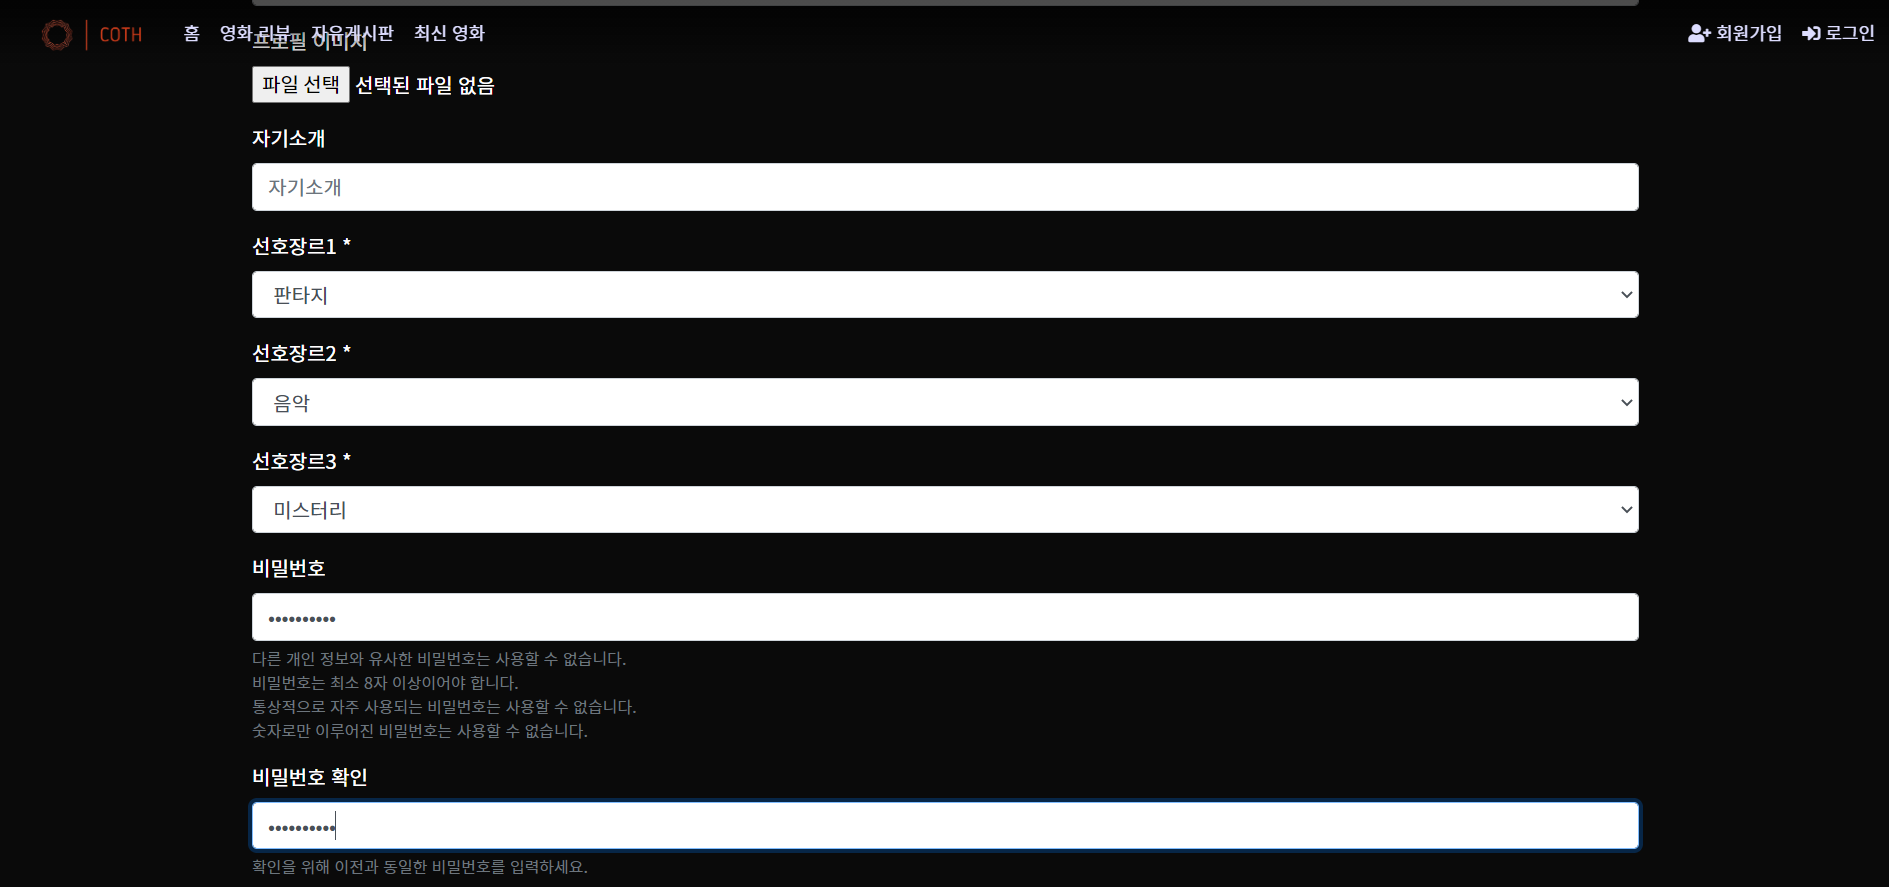 COTH 홈 영화 리뷰 자유게시판 최신 영화 회원가입 로그인
프로필 이미지
파일 선택 선택된 파일 없음
자기소개
자기소개
선호장르1 *
판타지
선호장르2 *
음악
선호장르3 *
미스터리
비밀번호
••••••••••
다른 개인 정보와 유사한 비밀번호는 사용할 수 없습니다.
비밀번호는 최소 8자 이상이어야 합니다.
통상적으로 자주 사용되는 비밀번호는 사용할 수 없습니다.
숫자로만 이루어진 비밀번호는 사용할 수 없습니다.
비밀번호 확인
••••••••••
확인을 위해 이전과 동일한 비밀번호를 입력하세요.